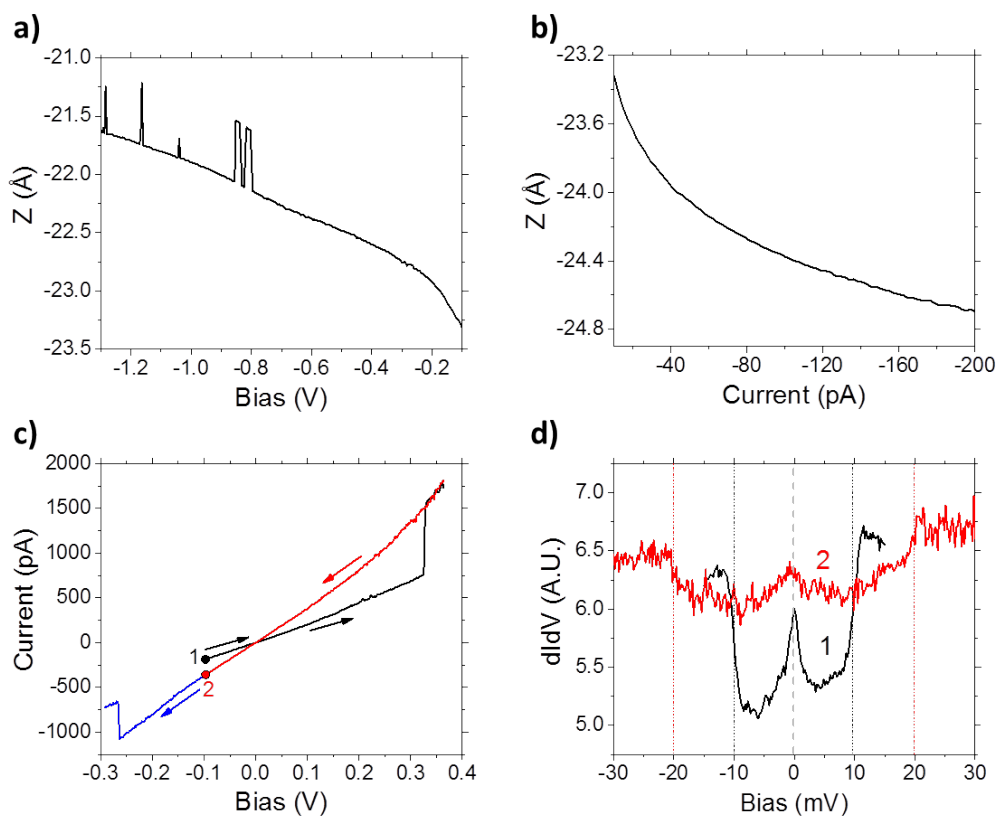 a)
-21.0
-21.5
-22.0
-22.5
-23.0
-23.5
Z (Å)
-1.2 -1.0 -0.8 -0.6 -0.4 -0.2
Bias (V)
b)
-23.2
-23.6
-24.0
-24.4
-24.8
Z (Å)
-40 -80 -120 -160 -200
Current (pA)
c)
2000
1500
1000
500
0
-500
-1000
Current (pA)
1
2
-0.3 -0.2 -0.1 0.0 0.1 0.2 0.3 0.4
Bias (V)
d)
7.0
6.5
6.0
5.5
5.0
dIdV (A.U.)
2
1
-30 -20 -10 0 10 20 30
Bias (mV)